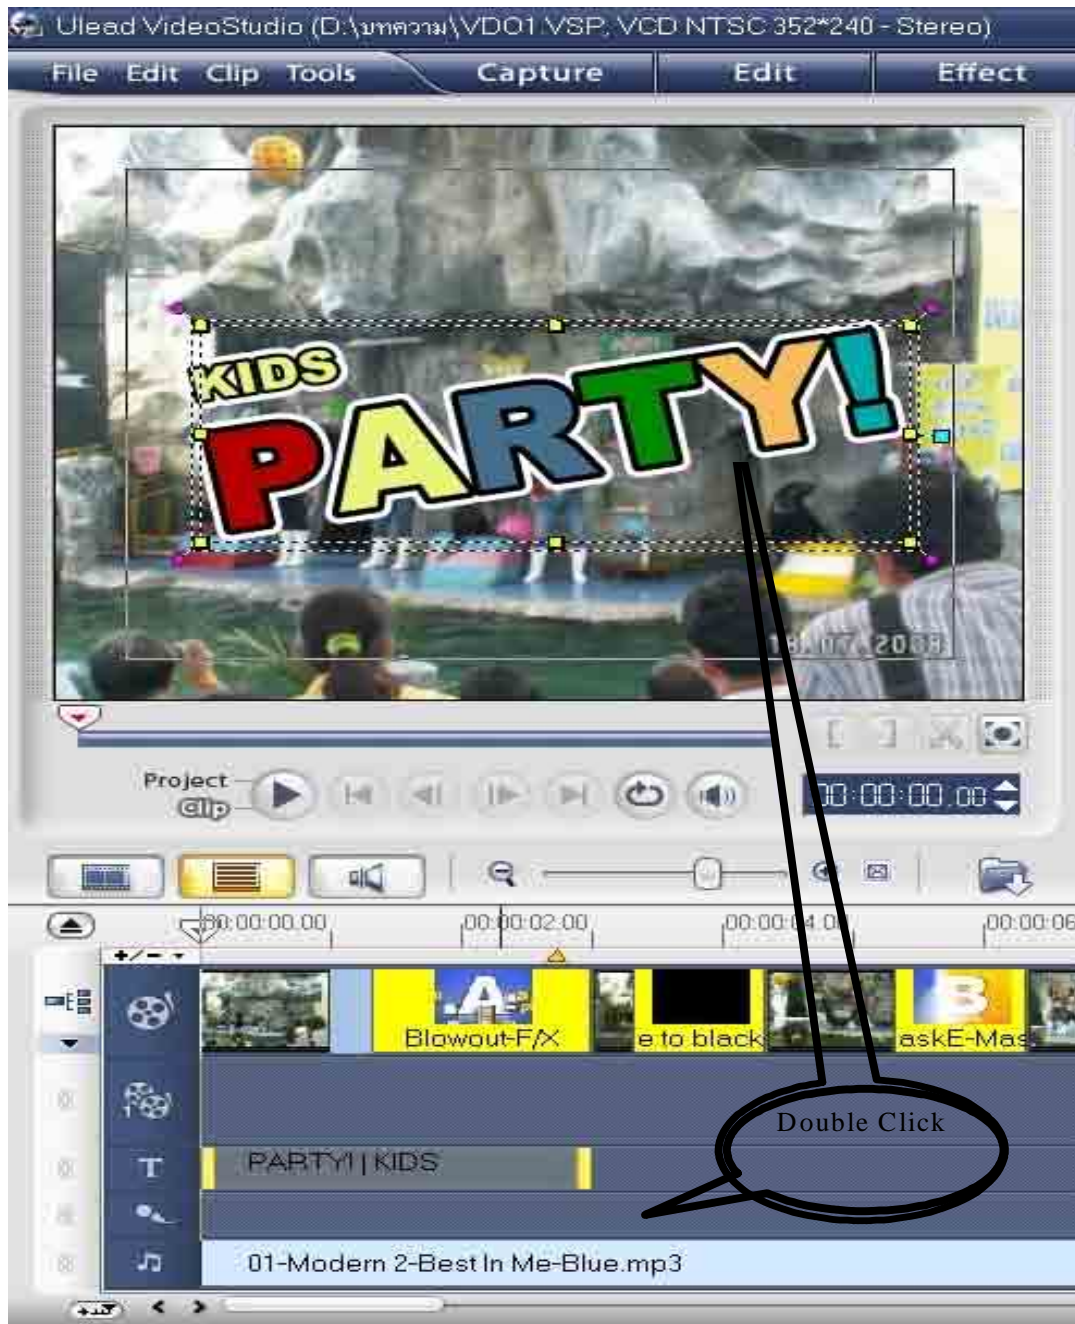 Ulead VideoStudio (D:\บทความ\VDO1.VSP, VCD NTSC 352*240 - Stereo)
File Edit Clip Tools Capture Edit Effect
KIDS
PARTY!
Project
Clip
00:00:00.00
00:00:00.00 00:00:02.00 00:00:04.00 00:00:06
+/-
A B
Blowout-F/X e to black askE-Mas
Double Click
T PARTY! | KIDS
01-Modern 2-Best In Me-Blue.mp3